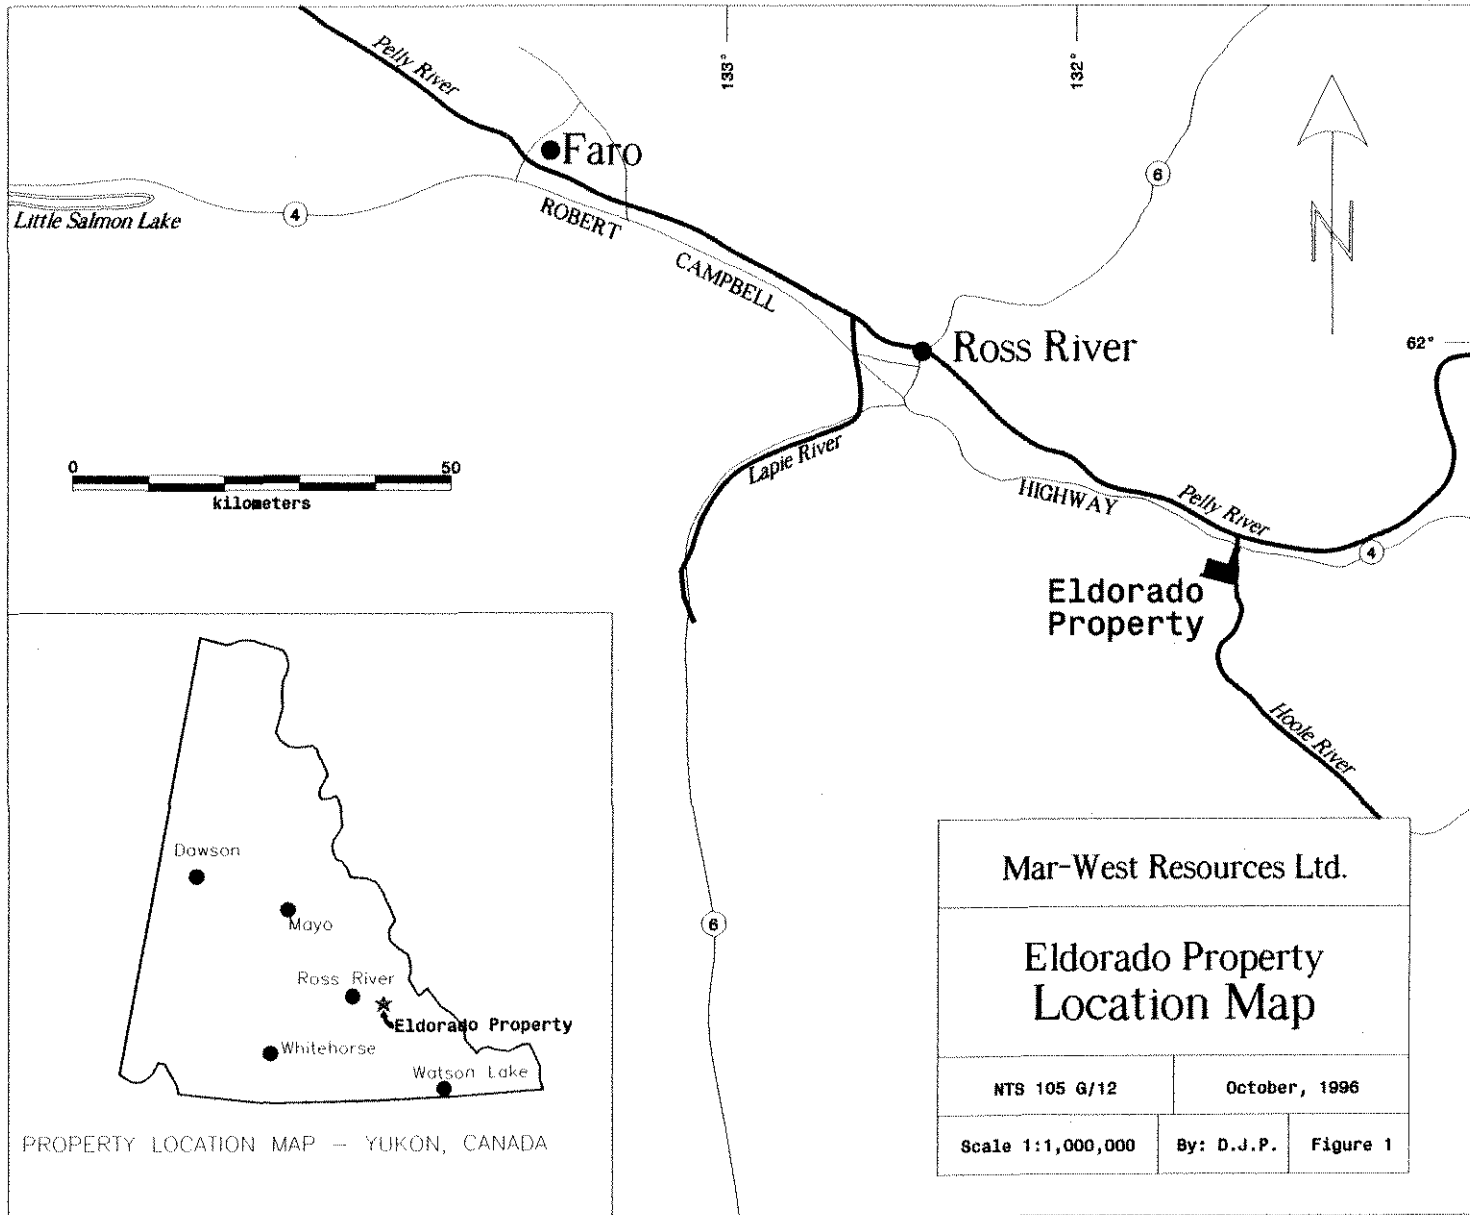 133°
132°
Pelly River
Faro
6
N
Little Salmon Lake
4
ROBERT
CAMPBELL
Ross River
62°
Lapie River
0
50
kilometers
HIGHWAY
Pelly River
4
Eldorado
Property
Hoole River
6
Dawson
Mayo
Ross River
Eldorado Property
Whitehorse
Watson Lake
PROPERTY LOCATION MAP – YUKON, CANADA
Mar-West Resources Ltd.
Eldorado Property
Location Map
NTS 105 G/12
October, 1996
Scale 1:1,000,000
By: D.J.P.
Figure 1